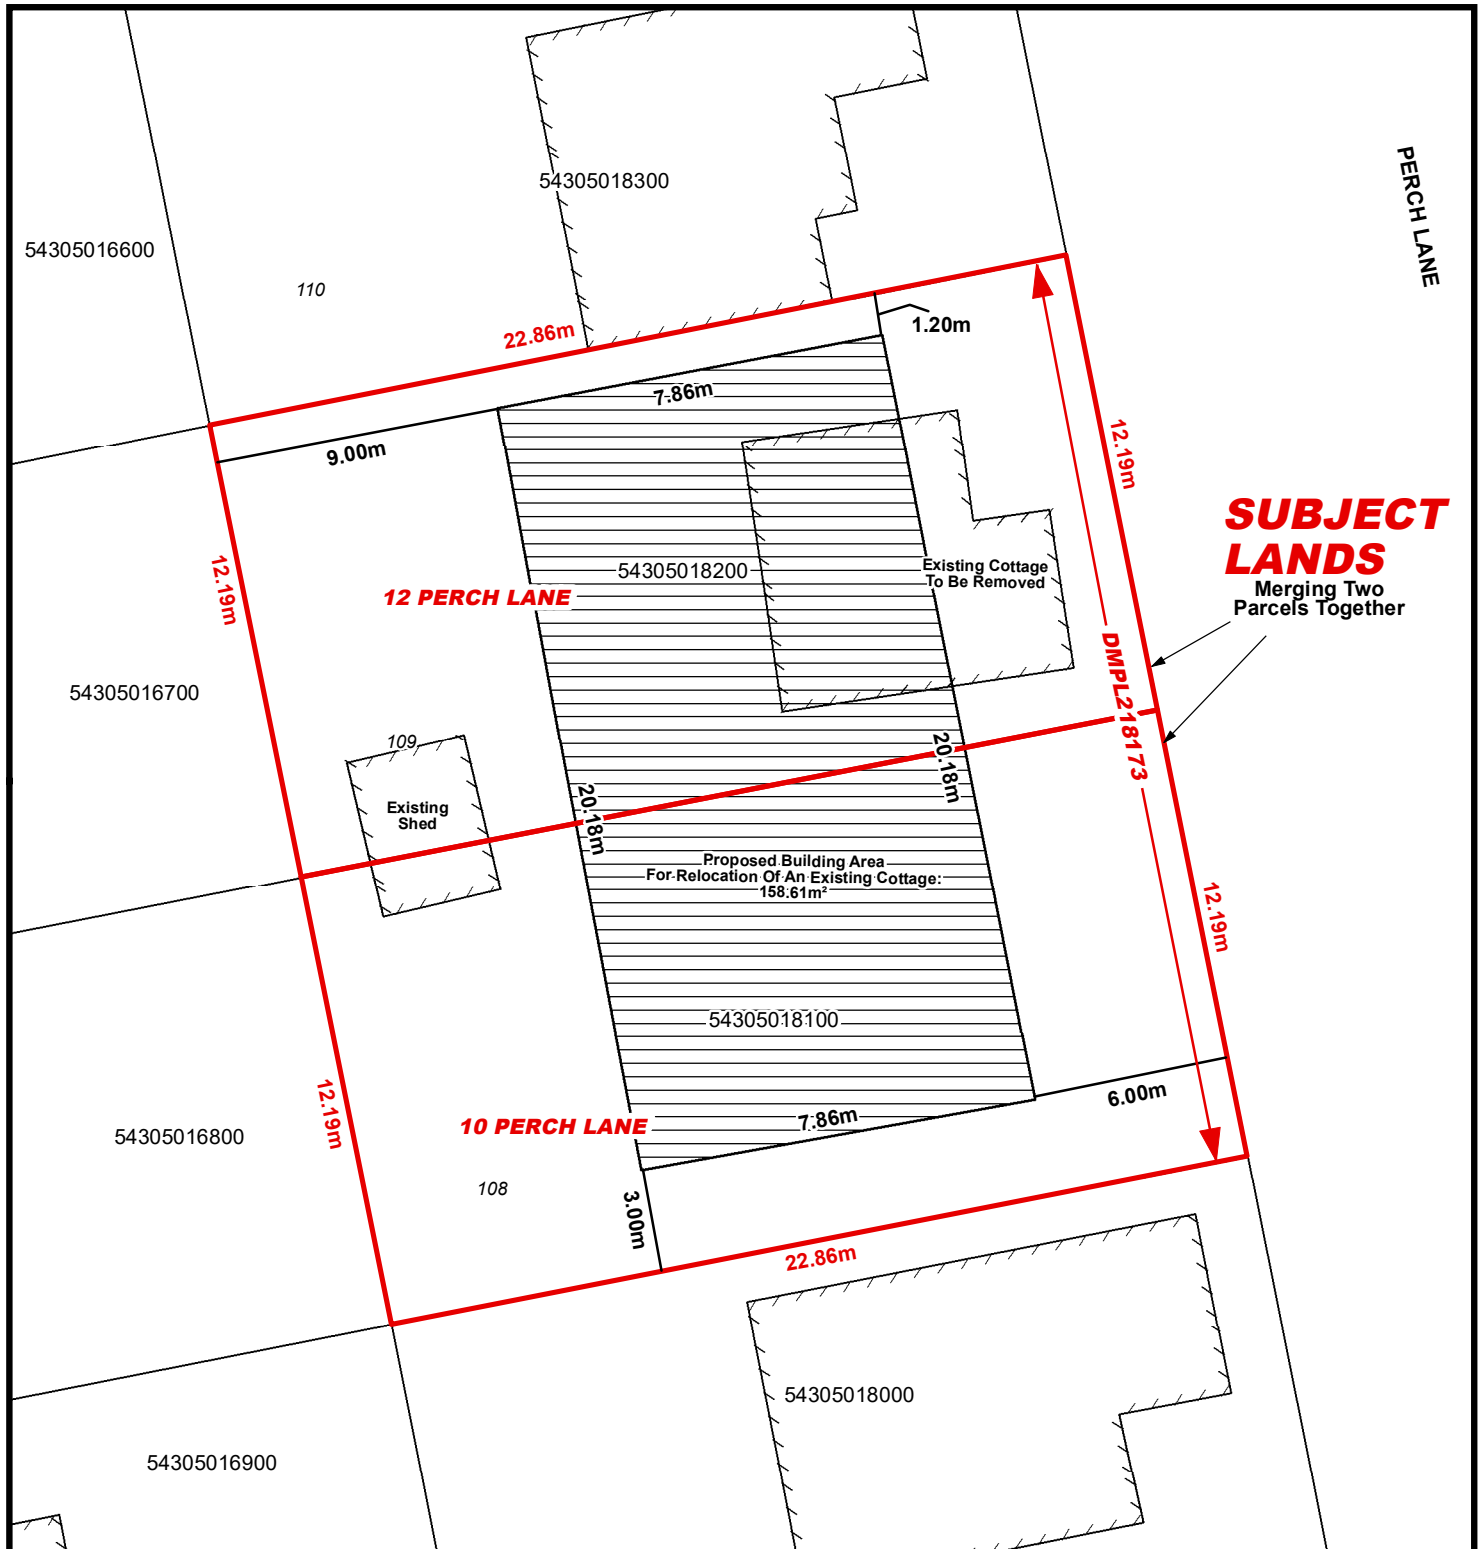 54305018300
PERCH LANE
54305016600
110
22.86m
1.20m
7.86m
9.00m
12.19m
SUBJECT
LANDS
Merging Two
Parcels Together
12.19m
54305018200
Existing Cottage
To Be Removed
12 PERCH LANE
DMPL218173
54305016700
109
20.18m
Existing
Shed
20.18m
Proposed Building Area
For Relocation Of An Existing Cottage:
158.61m²
12.19m
54305018100
6.00m
12.19m
7.86m
10 PERCH LANE
54305016800
108
3.00m
22.86m
54305018000
54305016900